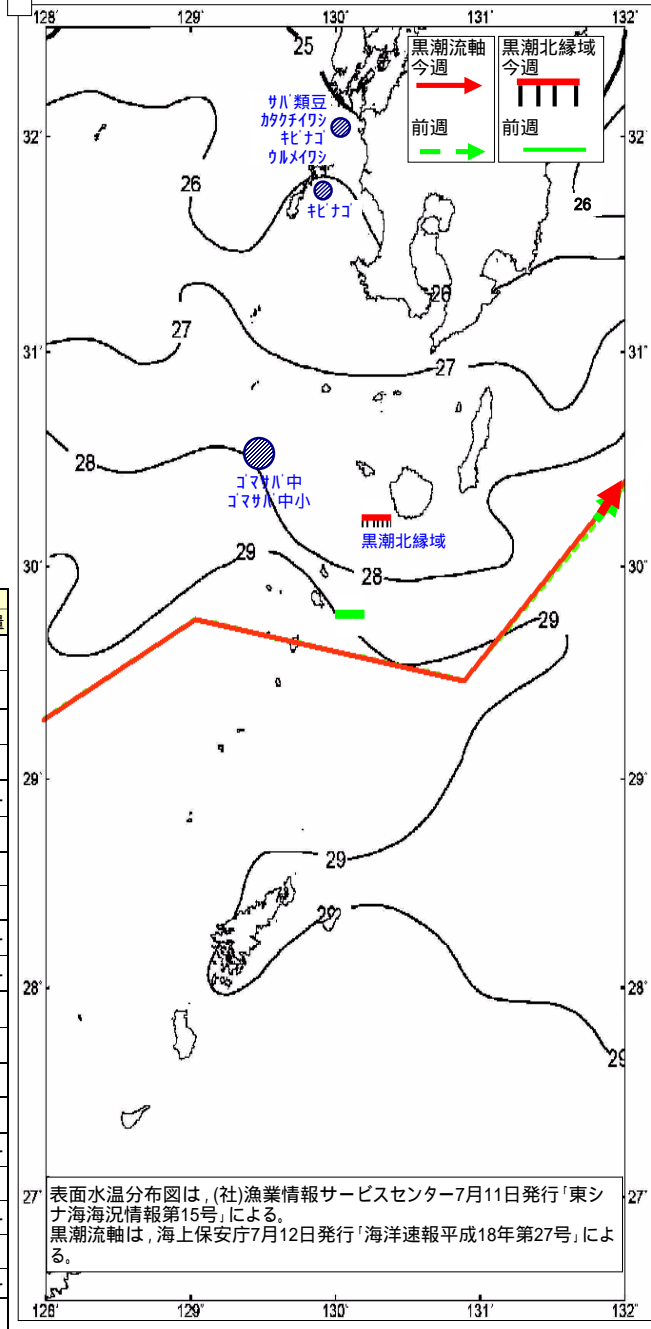 128ﾟ
129ﾟ
130ﾟ
131ﾟ
132ﾟ
25
黒潮流軸
今週
前週
黒潮北縁域
今週
前週
ｻﾊﾞ類豆
ｶﾀｸﾁｲﾜｼ
ｷﾋﾞﾅｺﾞ
ｳﾙﾒｲﾜｼ
32ﾟ
32ﾟ
26
26
ｷﾋﾞﾅｺﾞ
26
27
31ﾟ
31ﾟ
27
28
ｺﾞﾏｻﾊﾞ中
ｺﾞﾏｻﾊﾞ中小
黒潮北縁域
29
28
30ﾟ
30ﾟ
29
量
29ﾟ
29ﾟ
29
29
28ﾟ
28ﾟ
29
27ﾟ
27ﾟ
表面水温分布図は，(社)漁業情報サービスセンター7月11日発行｢東シ
ナ海海況情報第15号｣による。
黒潮流軸は，海上保安庁7月12日発行｢海洋速報平成18年第27号｣によ
る。
128ﾟ
129ﾟ
130ﾟ
131ﾟ
132ﾟ